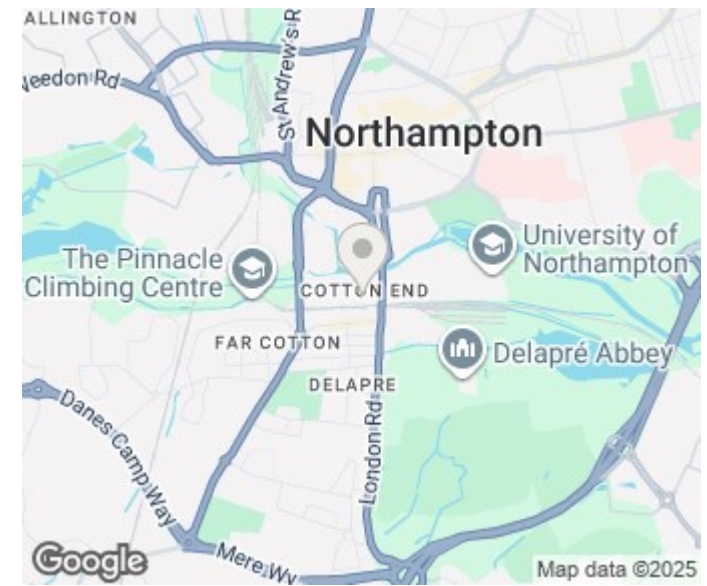 ALLINGTON
eedon Rd
St Andrew's R
Northampton
The Pinnacle
Climbing Centre
University of
Northampton
COTTON END
FAR COTTON
Delapré Abbey
DELAPRE
London Rd
Danes Camp Way
Mere Wy
Google
Map data ©2025